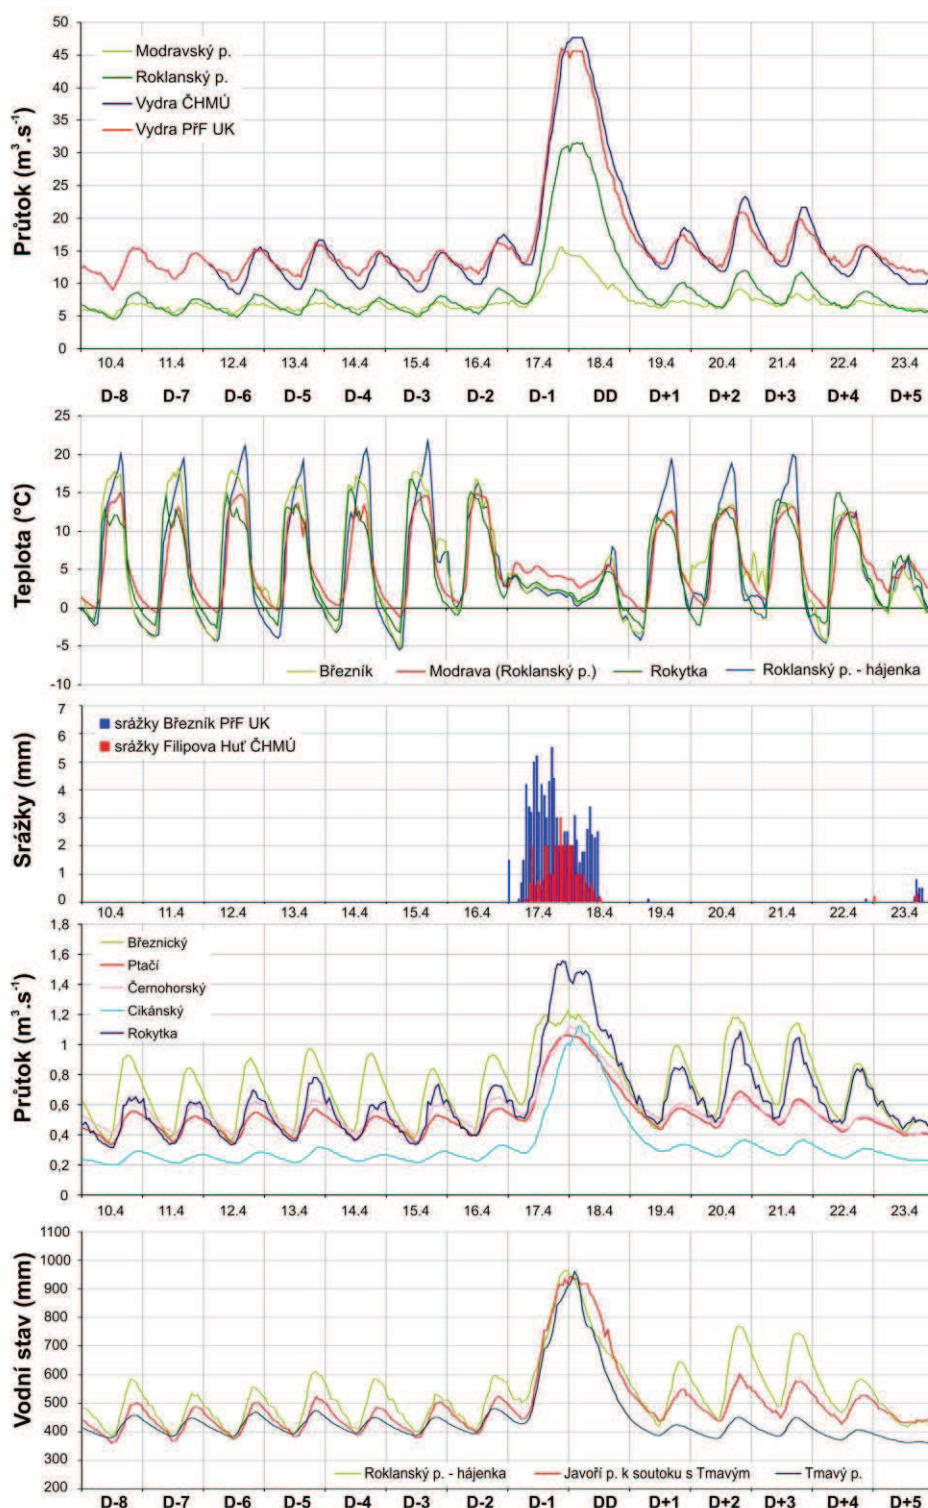 Průtok (m³.s⁻¹)
50
45
40
35
30
25
20
15
10
5
0
Modravský p.
Roklanský p.
Vydra ČHMÚ
Vydra PřF UK
10.4 11.4 12.4 13.4 14.4 15.4 16.4 17.4 18.4 19.4 20.4 21.4 22.4 23.4
D-8 D-7 D-6 D-5 D-4 D-3 D-2 D-1 DD D+1 D+2 D+3 D+4 D+5
Teplota (°C)
25
20
15
10
5
0
-5
-10
Březník Modrava (Roklanský p.) Rokytka Roklanský p. - hájenka
Srážky (mm)
7
6
5
4
3
2
1
0
srážky Březník PřF UK
srážky Filipova Huť ČHMÚ
10.4 11.4 12.4 13.4 14.4 15.4 16.4 17.4 18.4 19.4 20.4 21.4 22.4 23.4
Průtok (m³.s⁻¹)
1,8
1,6
1,4
1,2
1
0,8
0,6
0,4
0,2
0
Březnický
Ptačí
Černohorský
Cikánský
Rokytka
10.4 11.4 12.4 13.4 14.4 15.4 16.4 17.4 18.4 19.4 20.4 21.4 22.4 23.4
Vodní stav (mm)
1100
1000
900
800
700
600
500
400
300
200
Roklanský p. - hájenka Javoří p. k soutoku s Tmavým Tmavý p.
D-8 D-7 D-6 D-5 D-4 D-3 D-2 D-1 DD D+1 D+2 D+3 D+4 D+5